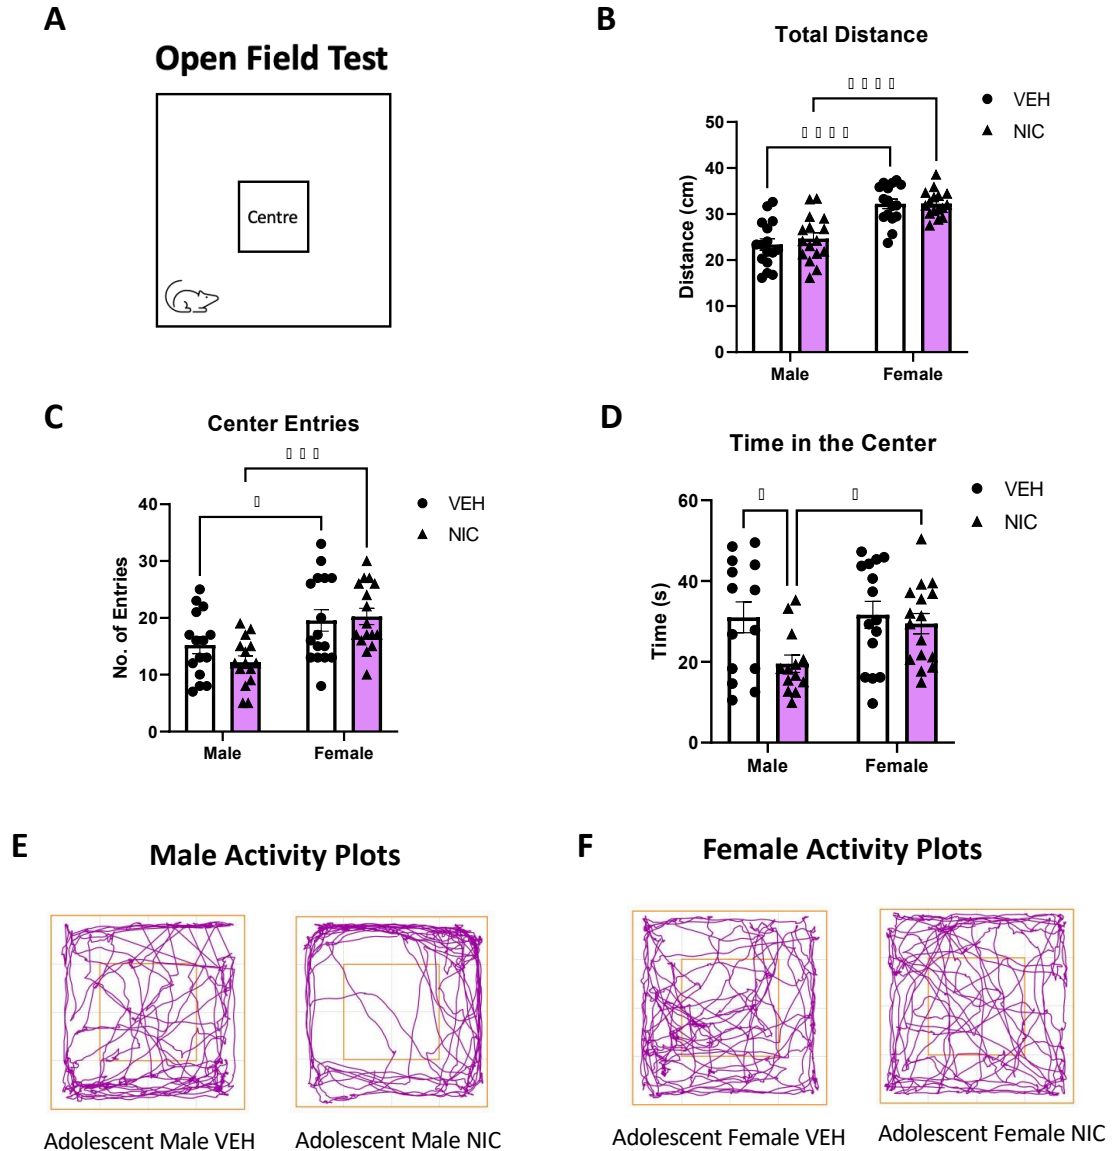 A
Open Field Test
Centre
B
Total Distance
VEH
NIC
Distance (cm)
50
40
30
20
10
0
Male
Female
C
Center Entries
VEH
NIC
No. of Entries
40
30
20
10
0
Male
Female
D
Time in the Center
VEH
NIC
Time (s)
60
40
20
0
Male
Female
E
Male Activity Plots
Adolescent Male VEH
Adolescent Male NIC
F
Female Activity Plots
Adolescent Female VEH
Adolescent Female NIC